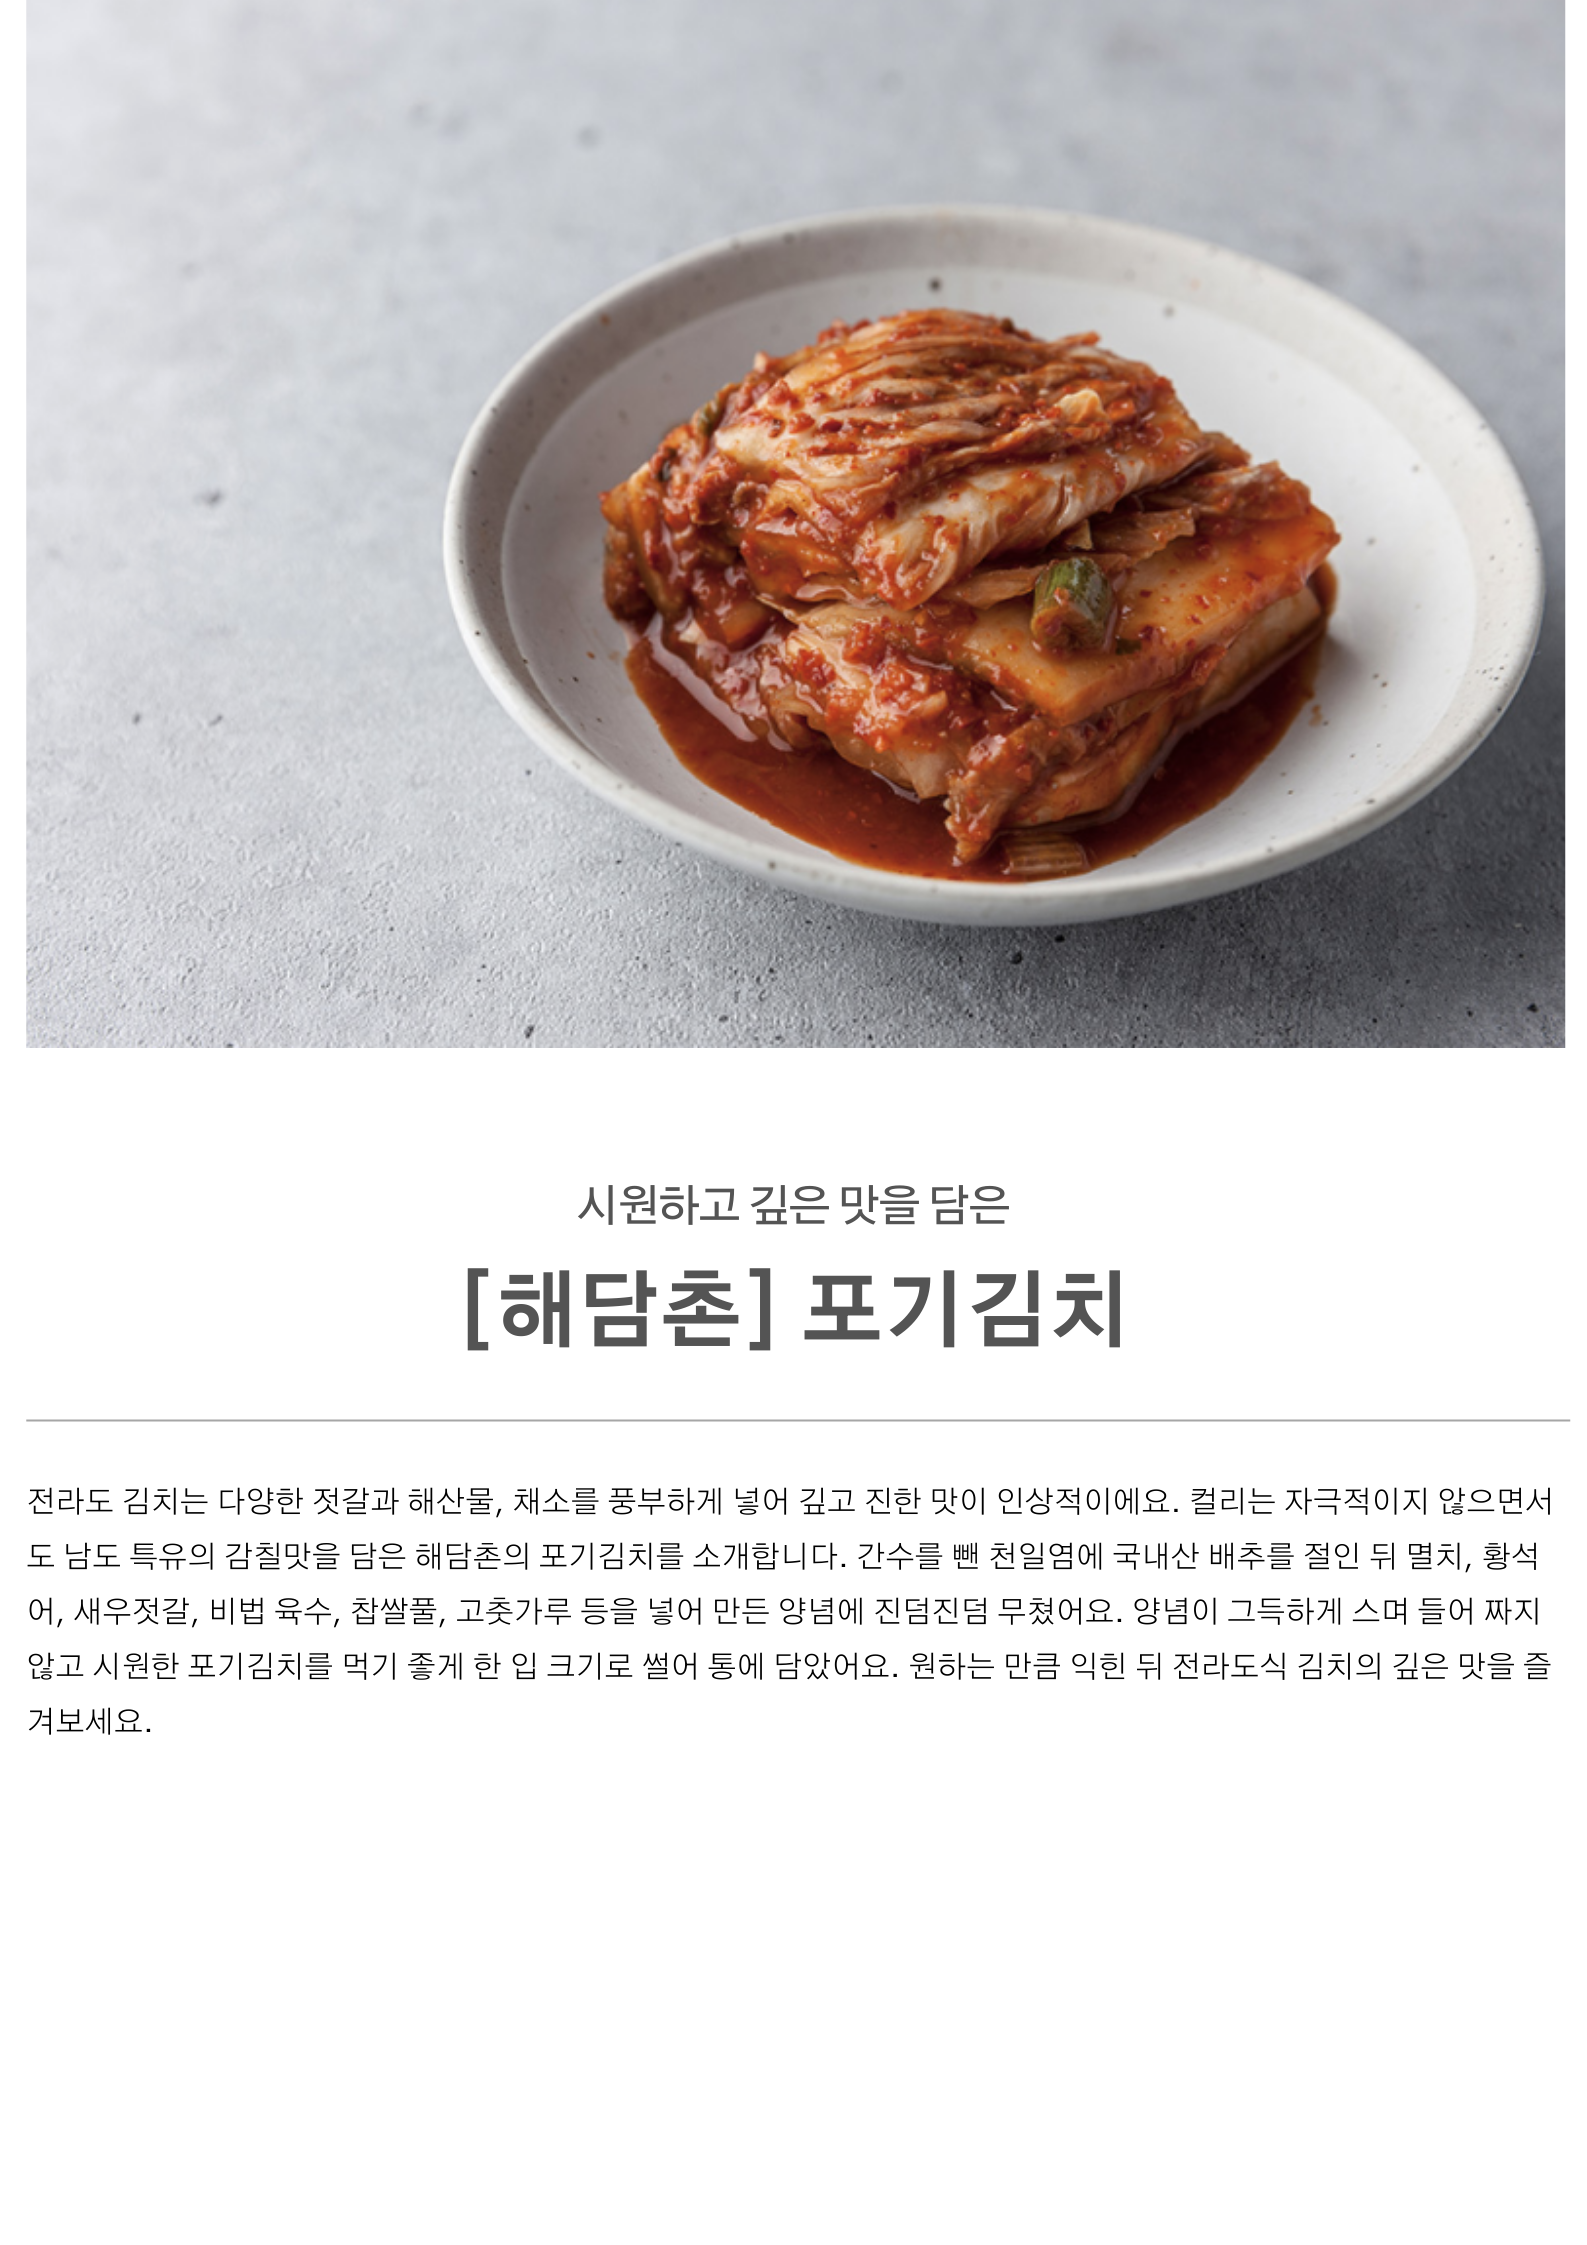 시원하고 깊은 맛을 담은
[해담촌] 포기김치
전라도 김치는 다양한 젓갈과 해산물, 채소를 풍부하게 넣어 깊고 진한 맛이 인상적이에요. 컬리는 자극적이지 않으면서
도 남도 특유의 감칠맛을 담은 해담촌의 포기김치를 소개합니다. 간수를 뺀 천일염에 국내산 배추를 절인 뒤 멸치, 황석
어, 새우젓갈, 비법 육수, 찹쌀풀, 고춧가루 등을 넣어 만든 양념에 진덤진덤 무쳤어요. 양념이 그득하게 스며 들어 짜지
않고 시원한 포기김치를 먹기 좋게 한 입 크기로 썰어 통에 담았어요. 원하는 만큼 익힌 뒤 전라도식 김치의 깊은 맛을 즐
겨보세요.